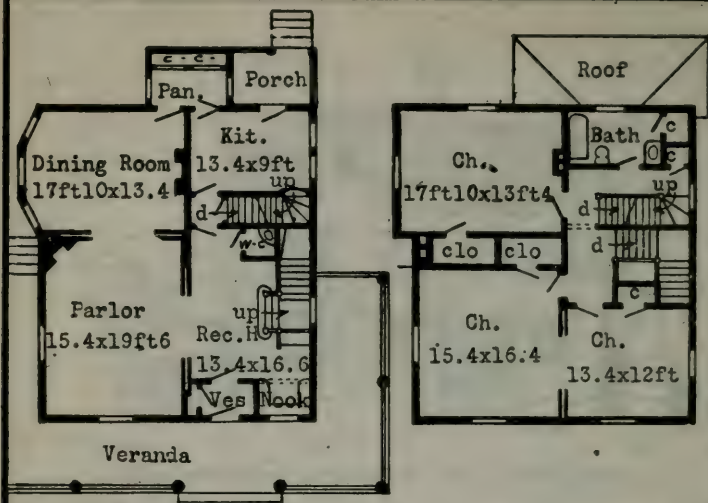 c - c -
Pan.
Porch
Kit.
13.4x9ft
Dining Room
17ft10x13.4
up
d
w-c
Parlor
15.4x19ft6
up
Rec.H
13.4x16.6
Ves
Nook
Veranda
Roof
Bath
c
c
Ch.
17ft10x13ft4
up
d
d
clo
clo
c
Ch.
15.4x16.4
Ch.
13.4x12ft